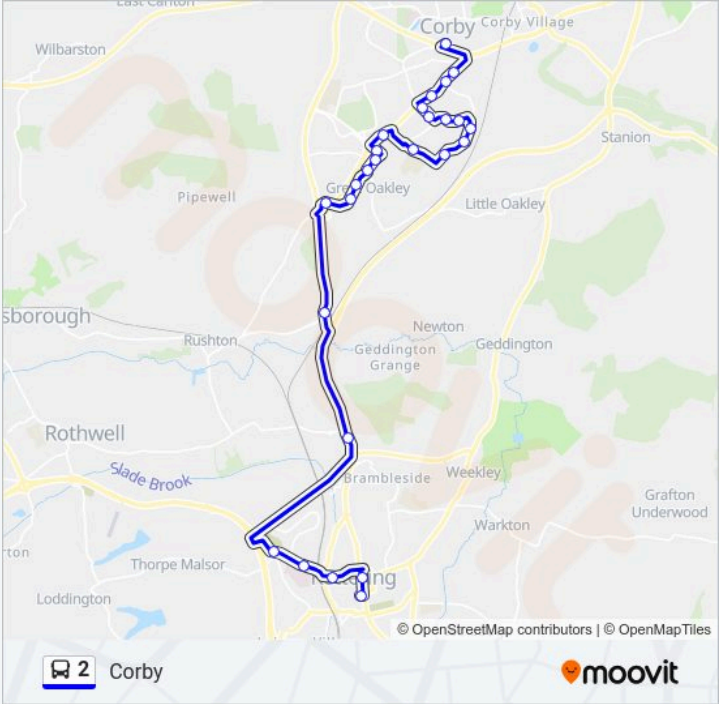 East Carlton
Corby
Corby Village
Wilbarston
Stanion
Pipewell
Great Oakley
Little Oakley
sborough
Newton
Rushton
Geddington
Geddington
Grange
Rothwell
Slade Brook
Brambleside
Weekley
Grafton
Underwood
Warkton
rton
Thorpe Malsor
Kettering
Loddington
© OpenStreetMap contributors | © OpenMapTiles
2 Corby
moovit